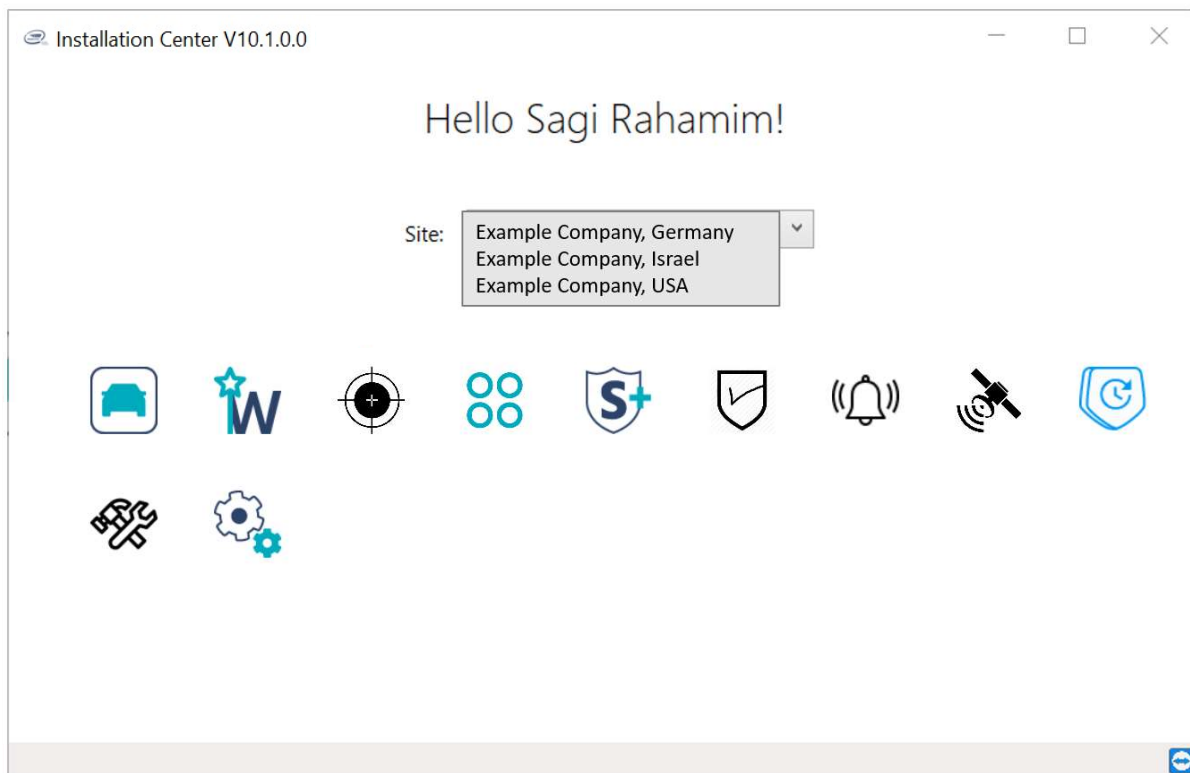 Installation Center V10.1.0.0
Hello Sagi Rahamim!
Site:
Example Company, Germany
Example Company, Israel
Example Company, USA
W
S+